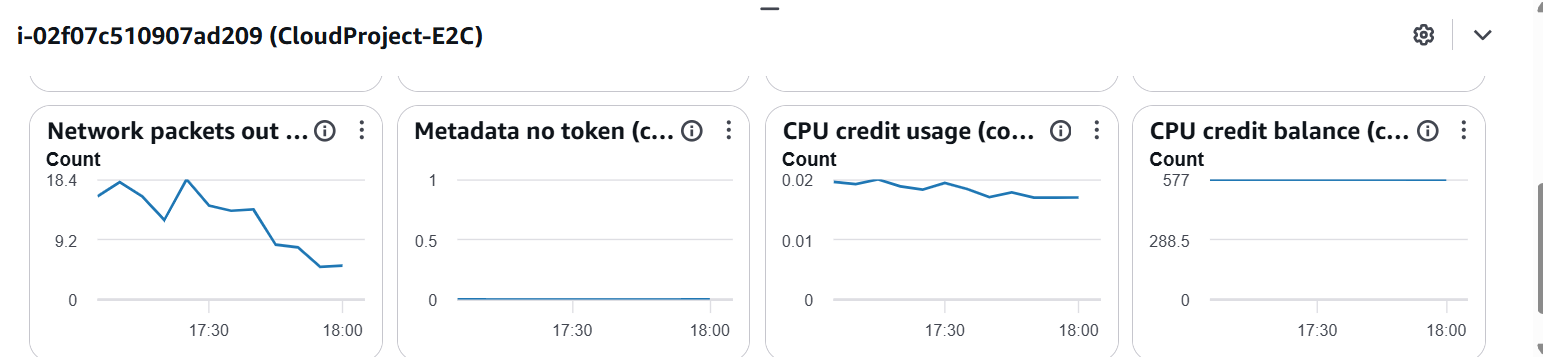 i-02f07c510907ad209 (CloudProject-E2C)
Network packets out ...
Count
18.4
9.2
0
17:30
18:00
Metadata no token (c...
1
0.5
0
17:30
18:00
CPU credit usage (co...
Count
0.02
0.01
0
17:30
18:00
CPU credit balance (c...
Count
577
288.5
0
17:30
18:00